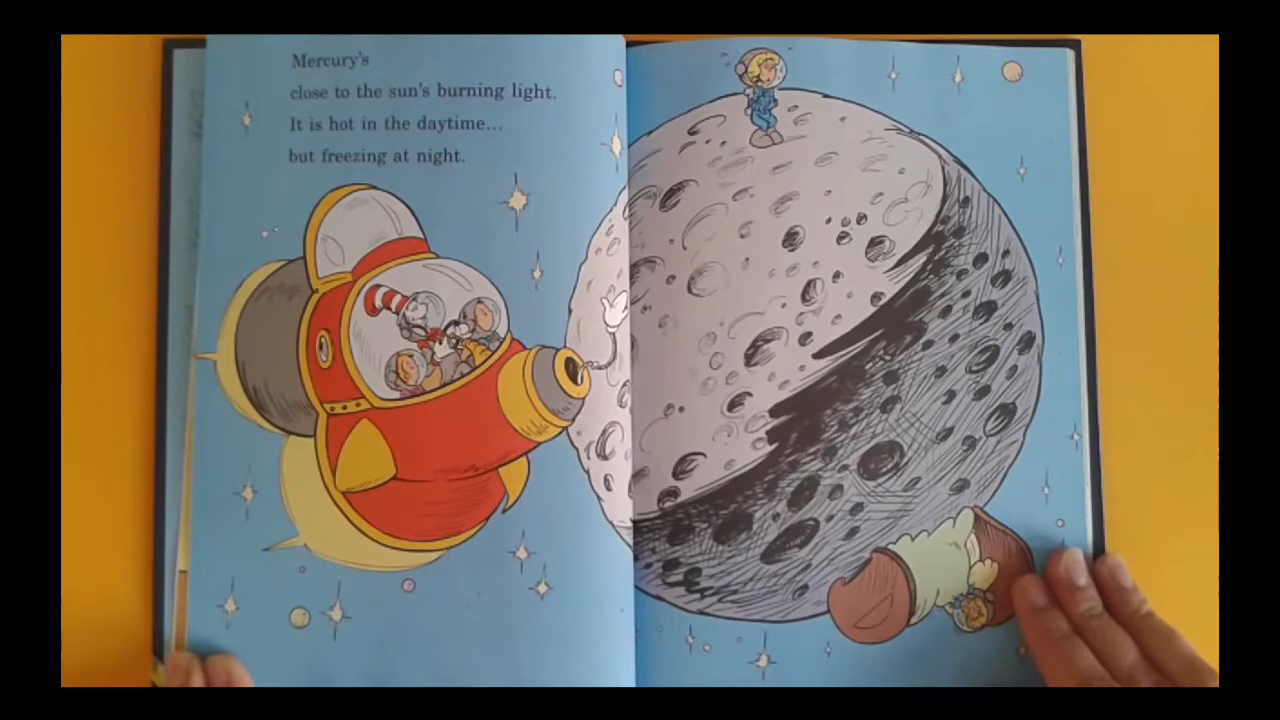 Mercury's
close to the sun's burning light.
It is hot in the daytime...
but freezing at night.